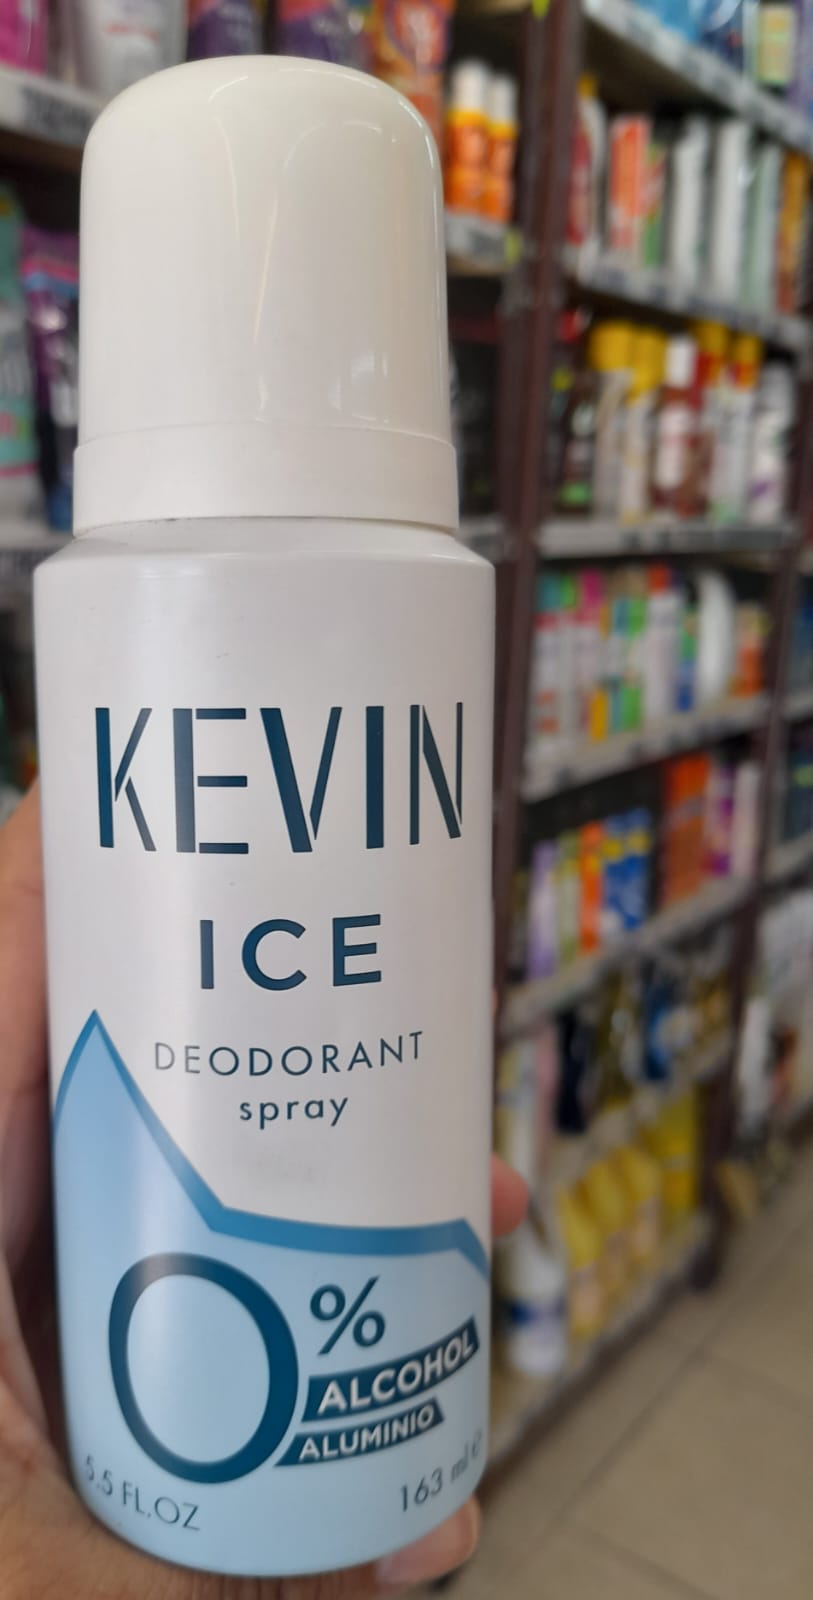 KEVIN
ICE
DEODORANT
spray
0%
ALCOHOL
ALUMINIO
5.5 FL.OZ
163 ml e